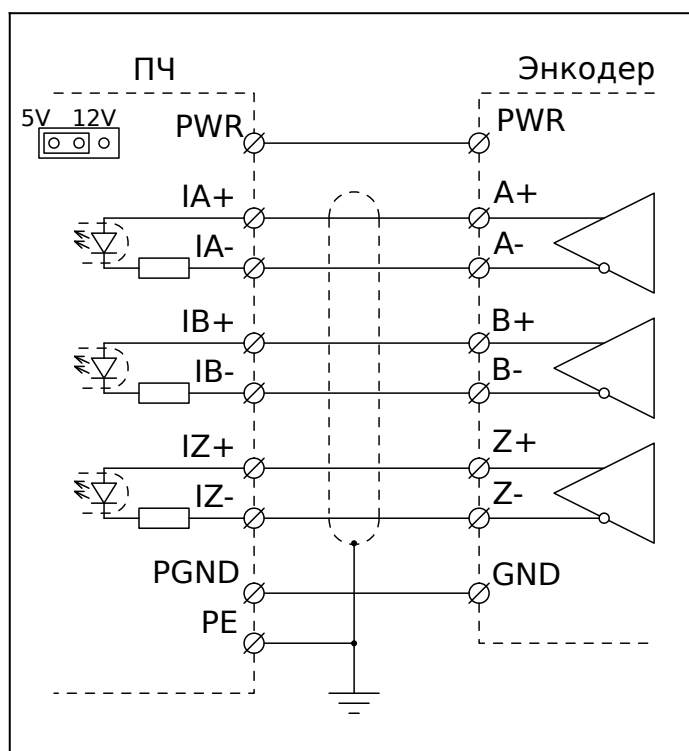 ПЧ Энкодер
5V 12V
PWR PWR
IA+ A+
IA- A-
IB+ B+
IB- B-
IZ+ Z+
IZ- Z-
PGND GND
PE